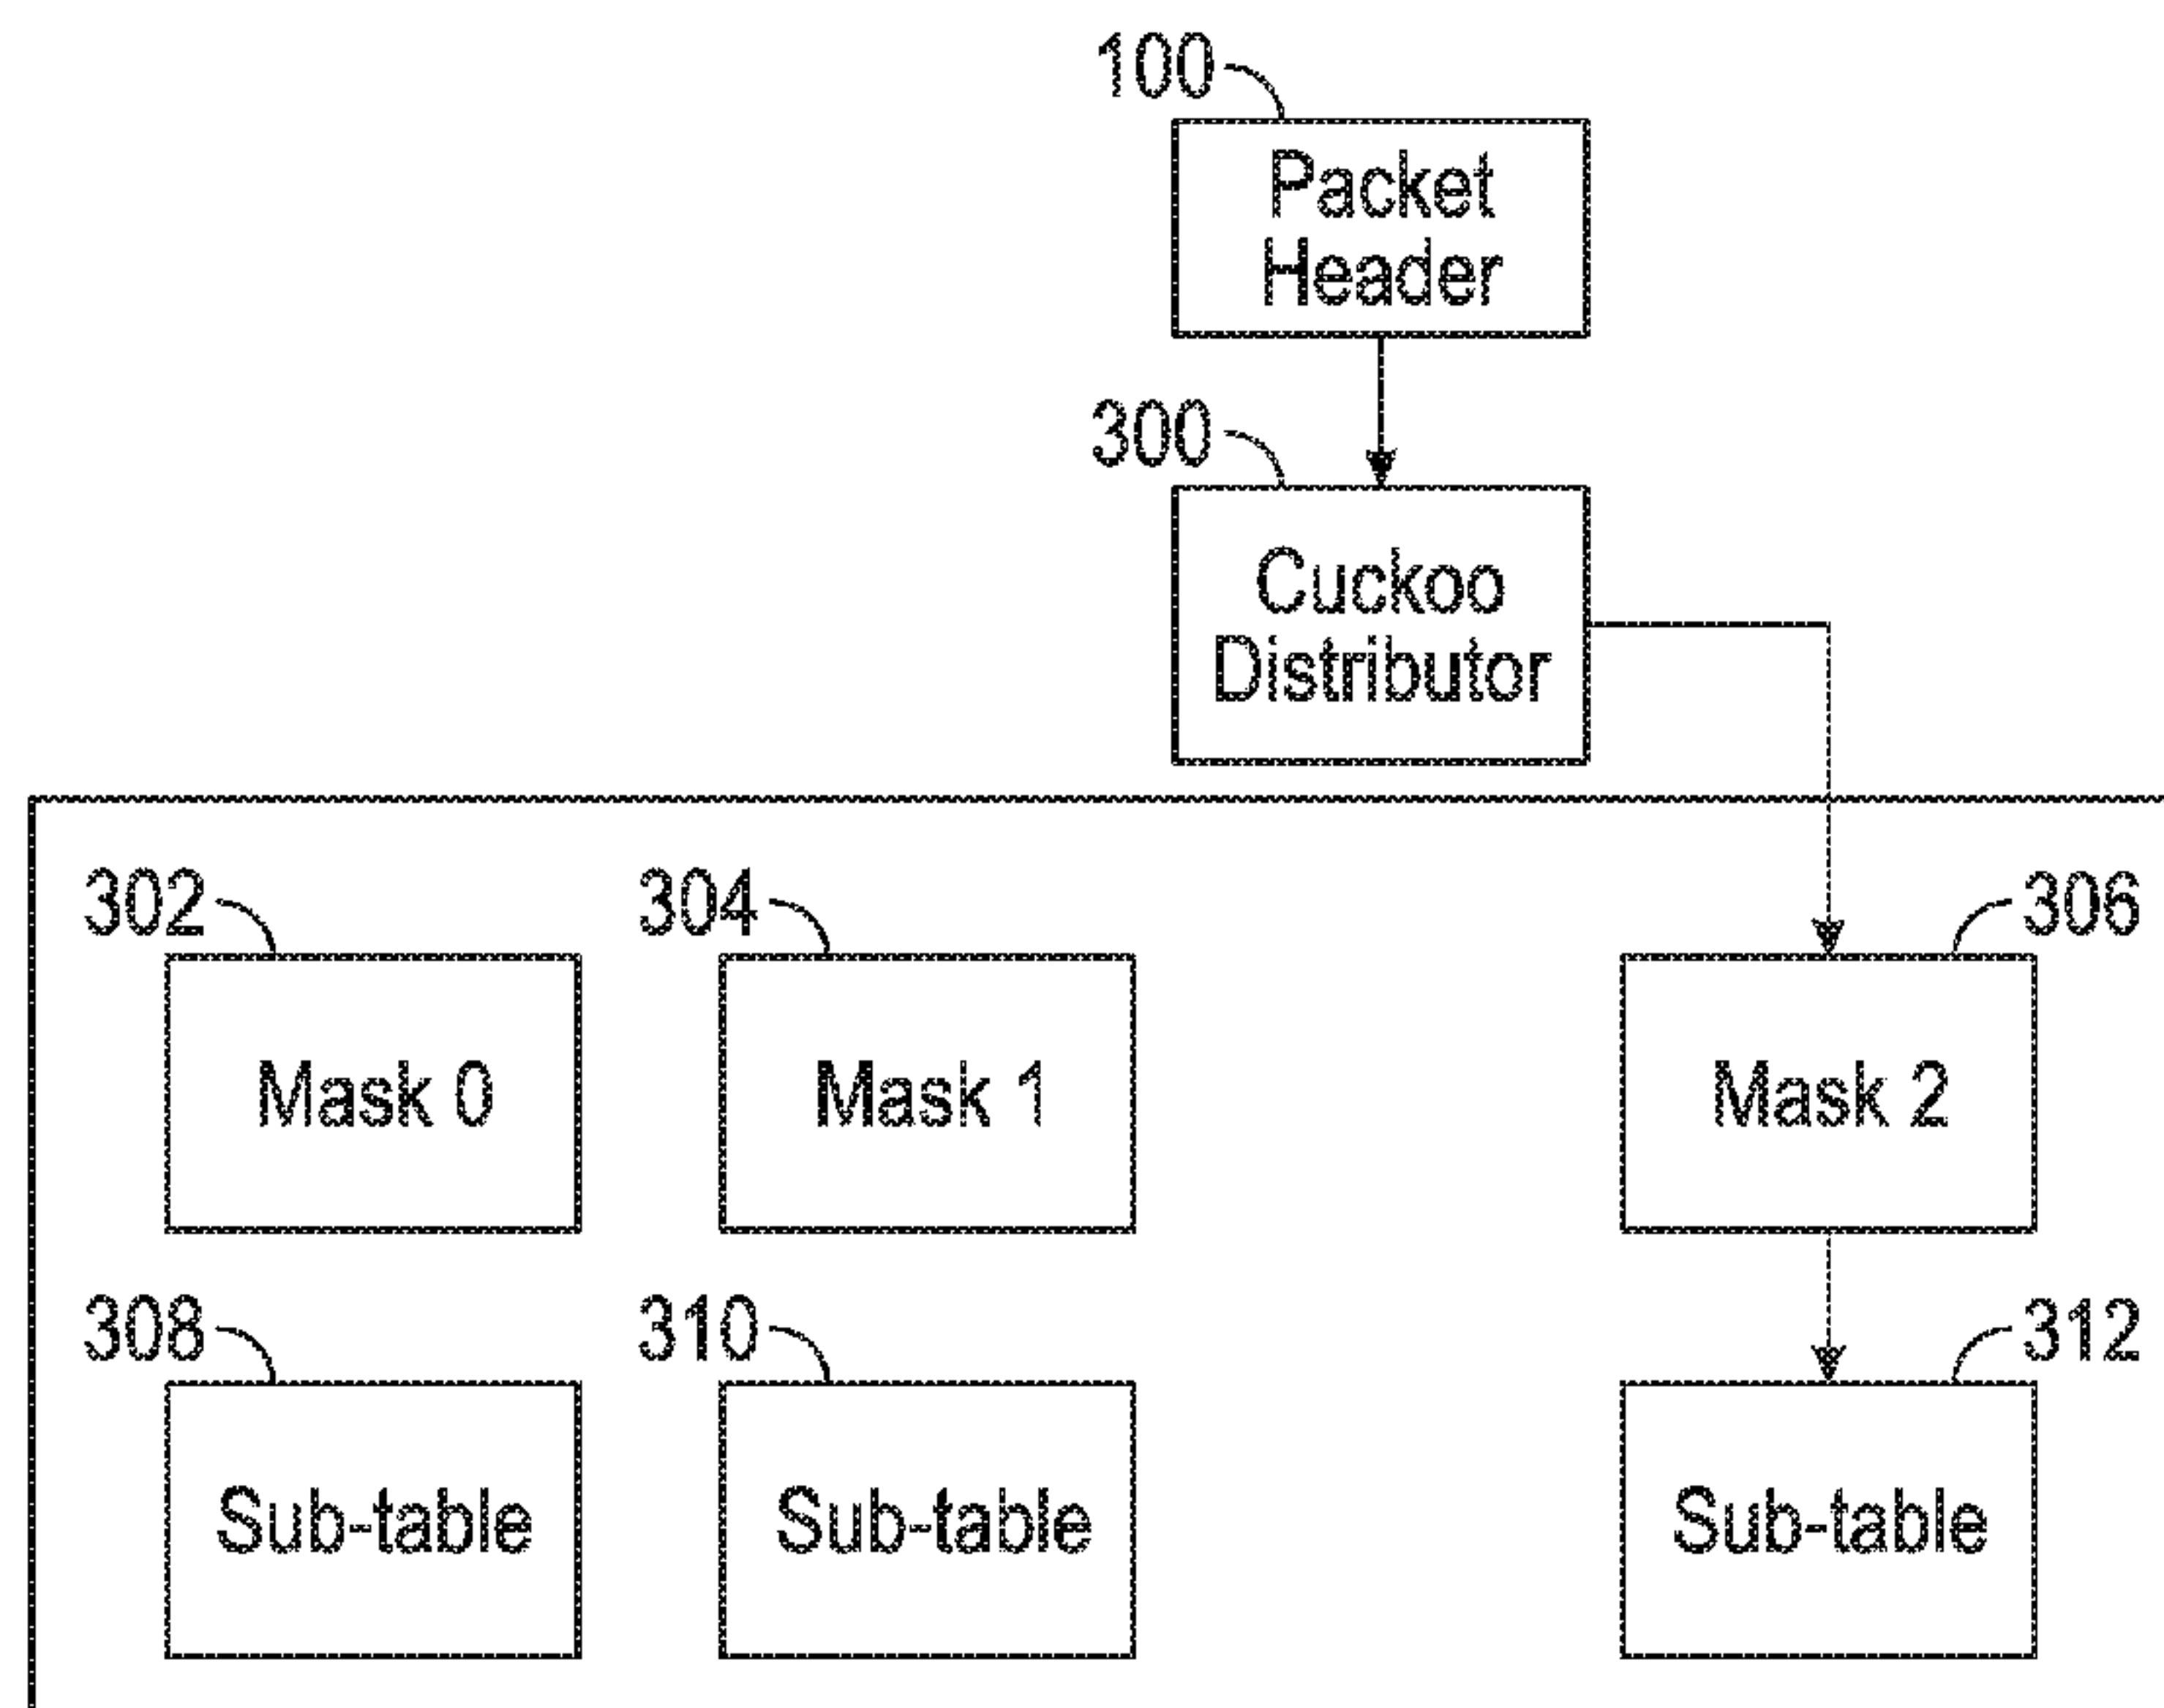 100
Packet
Header
300
Cuckoo
Distributor
302
304
306
Mask 0
Mask 1
Mask 2
308
310
312
Sub-table
Sub-table
Sub-table